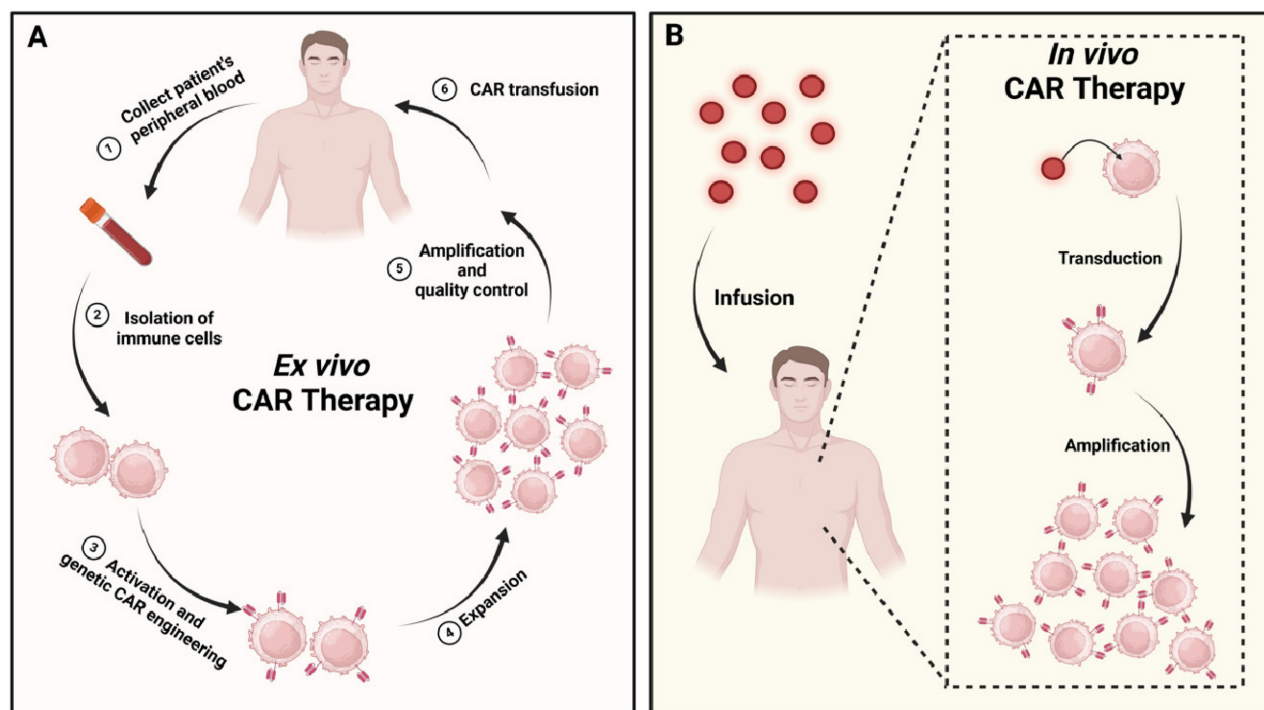 A
1
Collect patient's
peripheral blood
2
Isolation of
immune cells
3
Activation and
genetic CAR engineering
4
Expansion
5
Amplification
and
quality control
6
CAR transfusion
Ex vivo
CAR Therapy
B
Infusion
In vivo
CAR Therapy
Transduction
Amplification